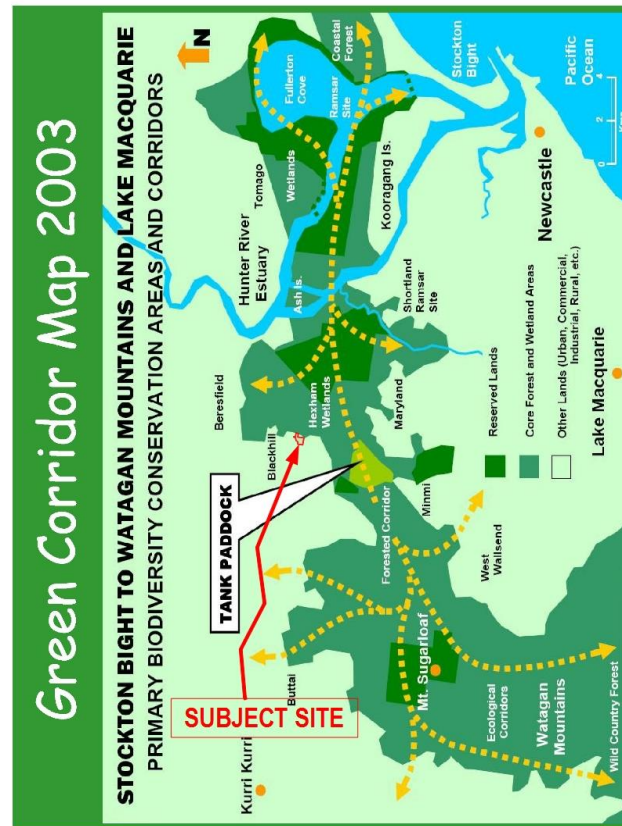 Green Corridor Map 2003
STOCKTON BIGHT TO WATAGAN MOUNTAINS AND LAKE MACQUARIE
PRIMARY BIODIVERSITY CONSERVATION AREAS AND CORRIDORS
N
Kurri Kurri
SUBJECT SITE
Buttai
TANK PADDOCK
Blackhill
Beresfield
Hexham
Wetlands
Hunter River
Estuary
Ash Is.
Tomago
Wetlands
Fullerton
Cove
Ramsar
Site
Coastal
Forest
Kooragang Is.
Stockton
Bight
Pacific
Ocean
Newcastle
Shortland
Ramsar
Site
Maryland
Minmi
Forested Corridor
West
Wallsend
Mt. Sugarloaf
Ecological
Corridors
Watagan
Mountains
Wild Country Forest
Reserved Lands
Core Forest and Wetland Areas
Other Lands (Urban, Commercial,
Industrial, Rural, etc.)
Lake Macquarie
0 2 4